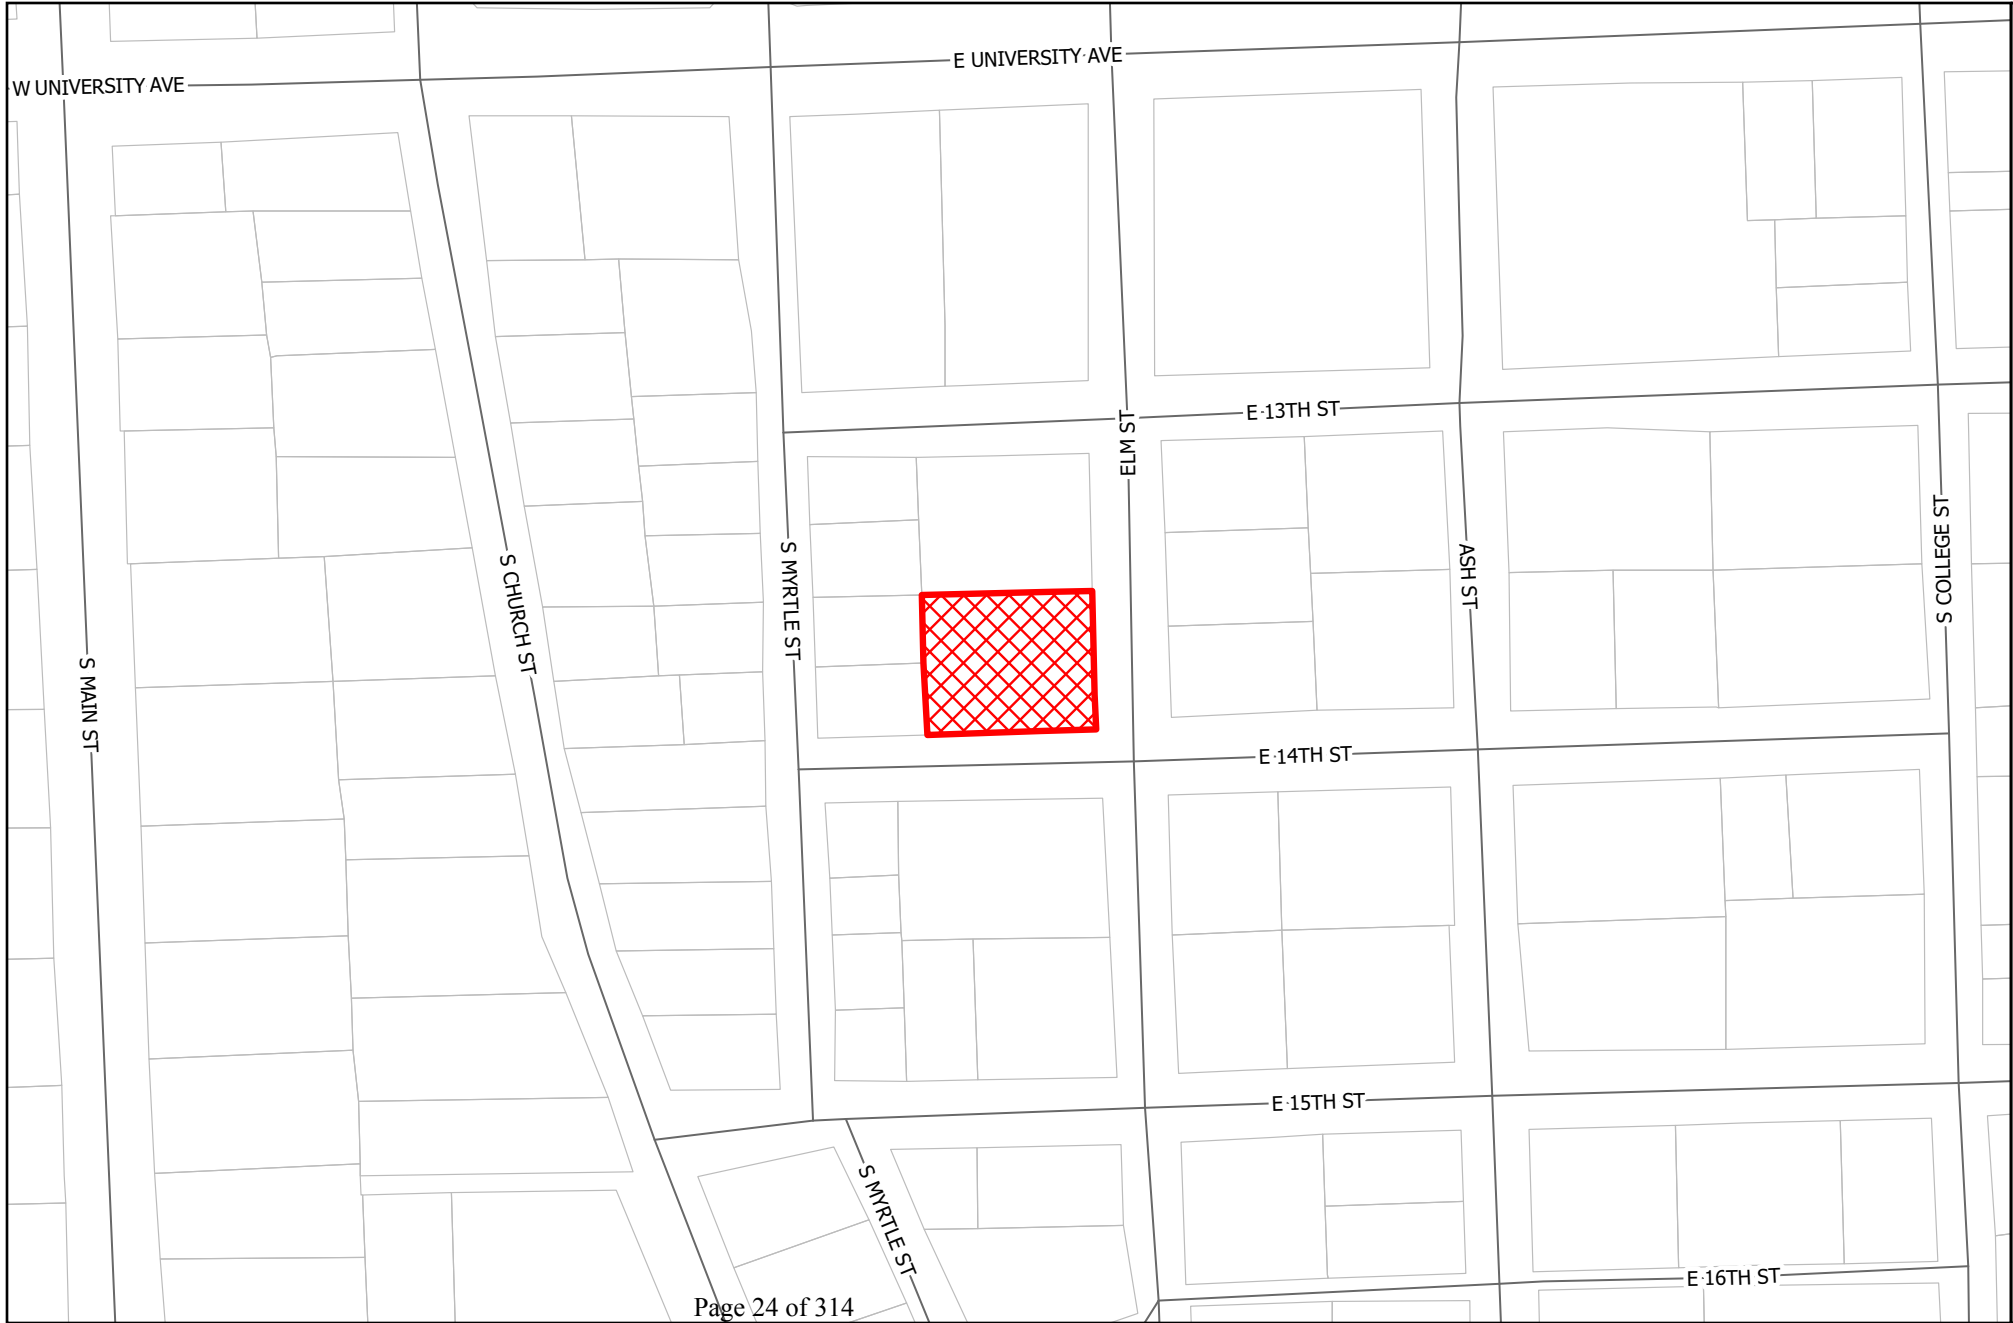 E UNIVERSITY AVE
W UNIVERSITY AVE
E 13TH ST
ELM ST
S COLLEGE ST
ASH ST
S MYRTLE ST
S CHURCH ST
S MAIN ST
E 14TH ST
E 15TH ST
S MYRTLE ST
E 16TH ST
Page 24 of 314